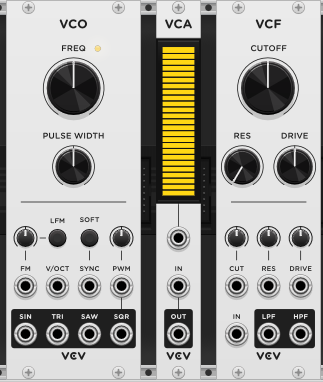 VCO
FREQ
PULSE WIDTH
LFM
SOFT
FM
V/OCT
SYNC
PWM
SIN
TRI
SAW
SQR
VCV
VCA
IN
OUT
VCV
VCF
CUTOFF
RES
DRIVE
CUT
RES
DRIVE
IN
LPF
HPF
VCV